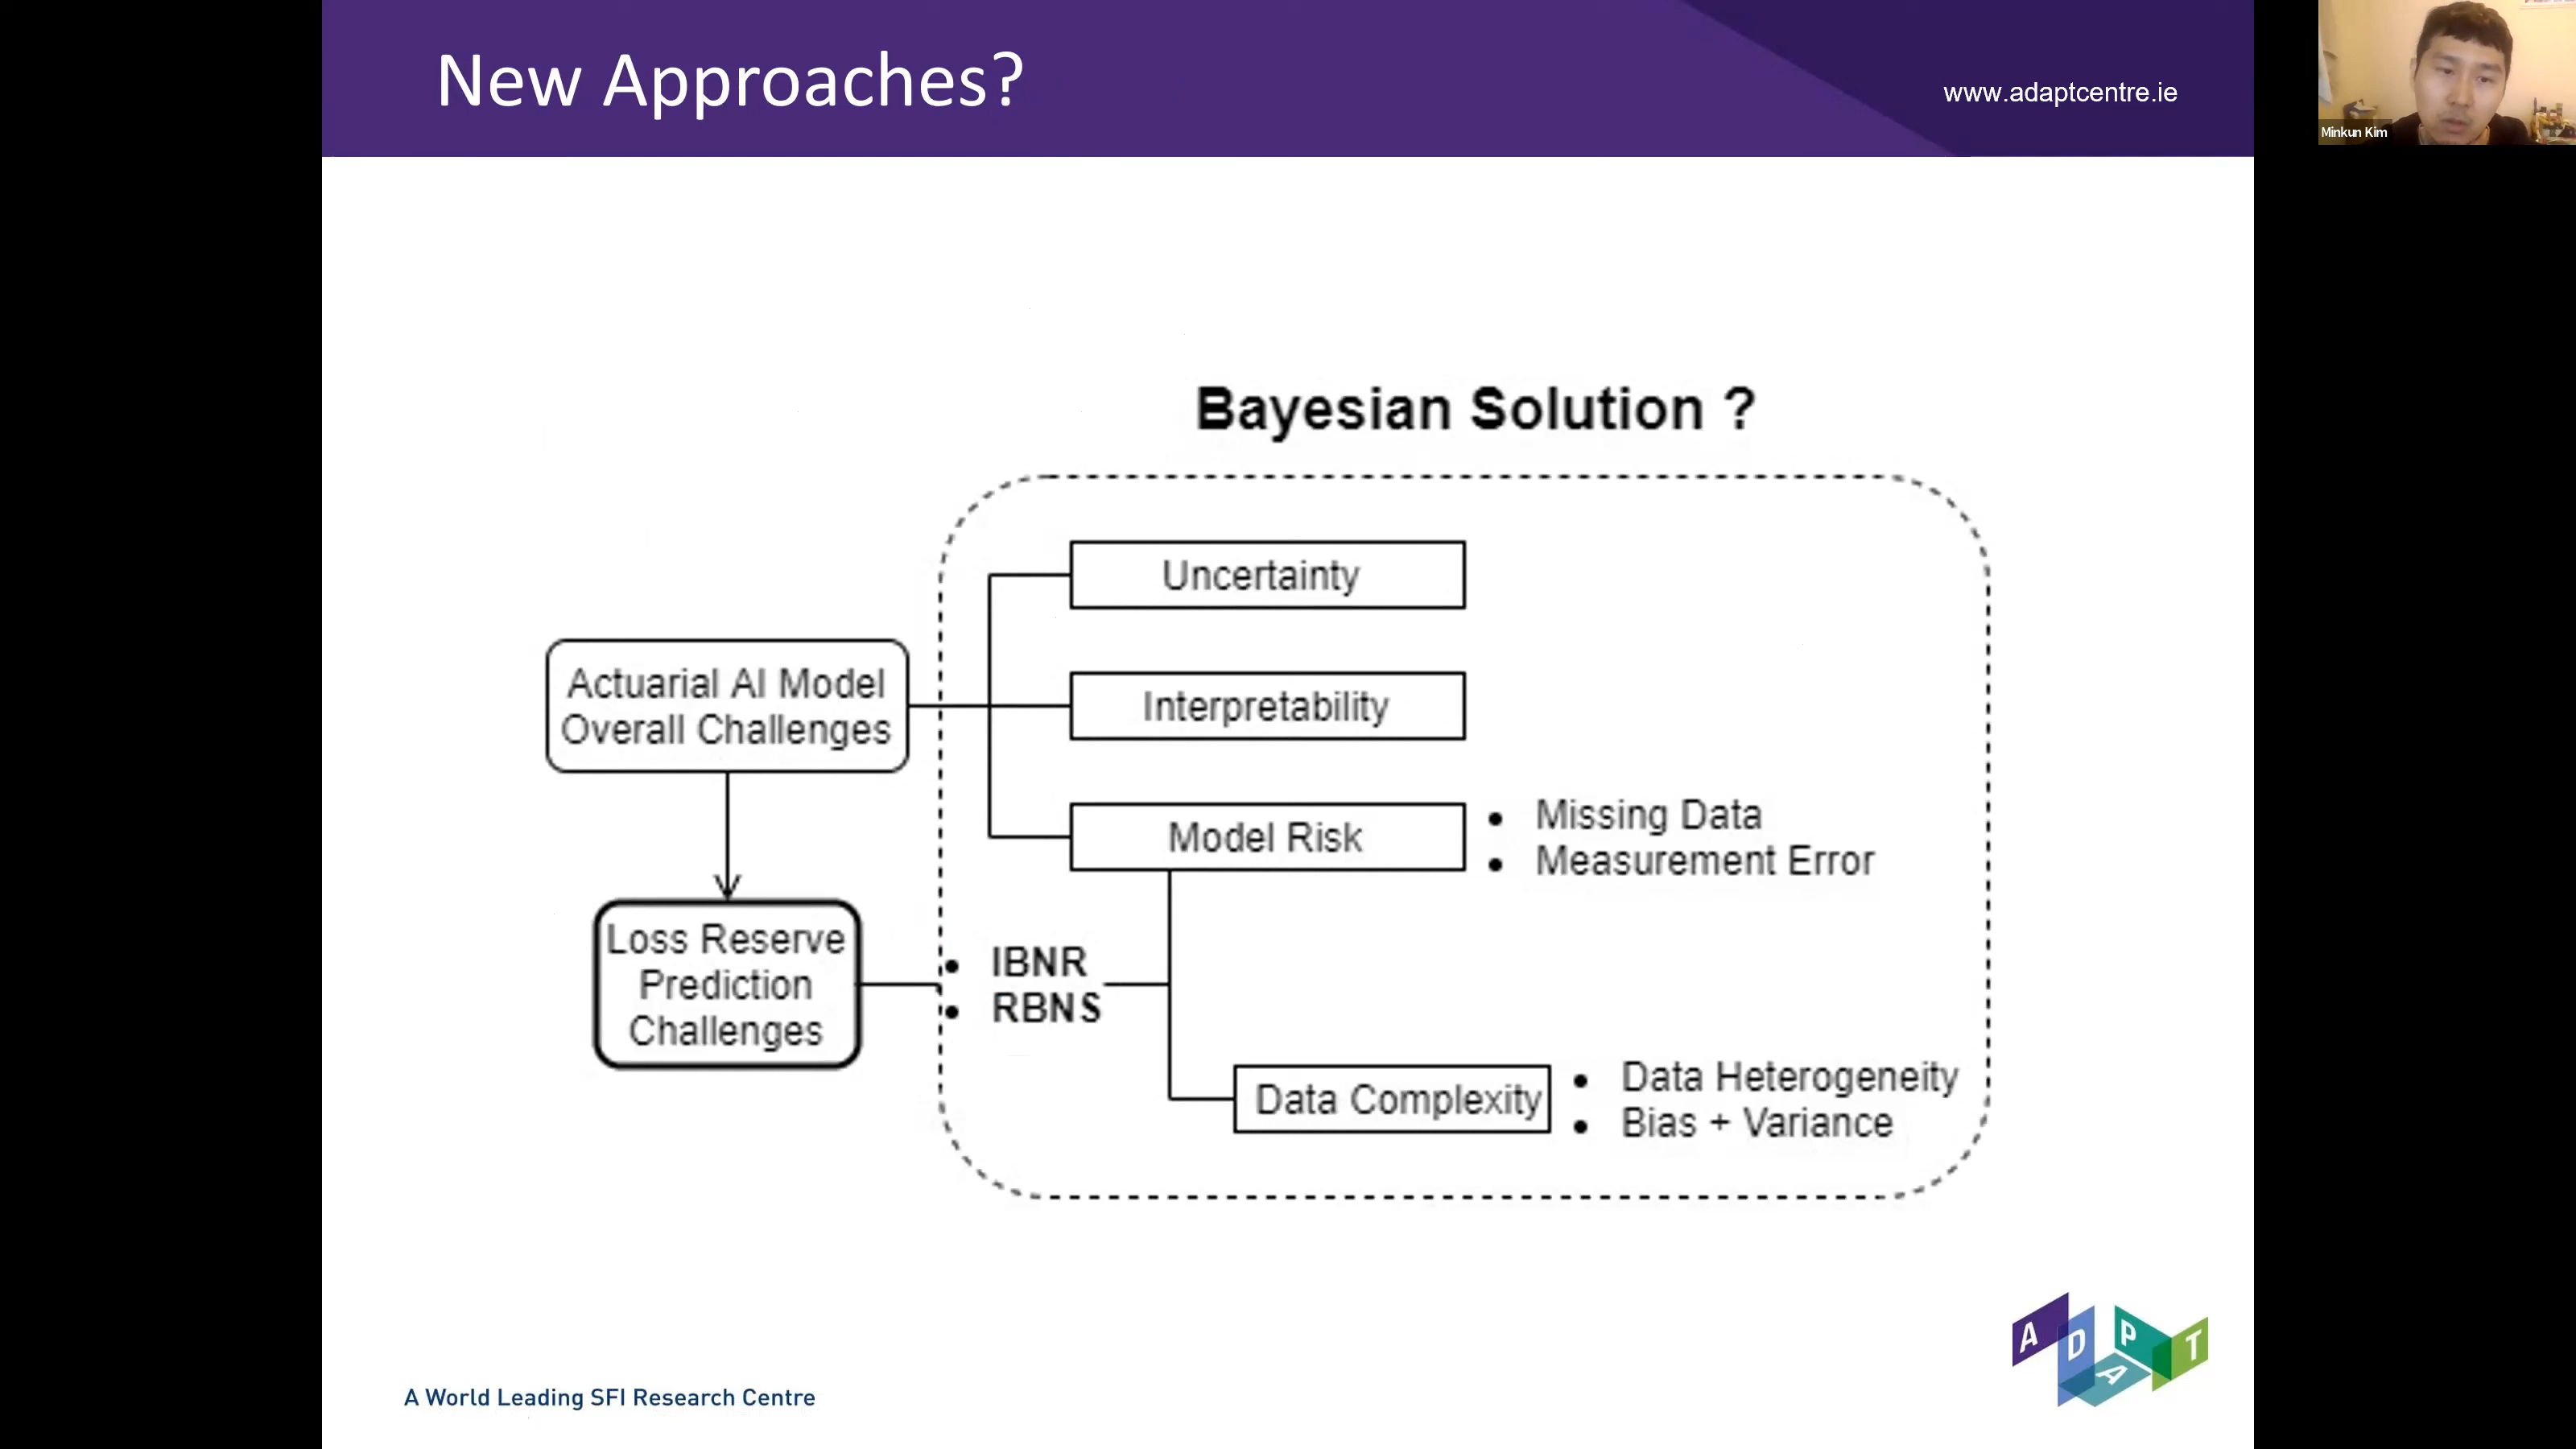 New Approaches?
www.adaptcentre.ie
Minkun Kim
Bayesian Solution ?
Uncertainty
Actuarial AI Model
Overall Challenges
Interpretability
Model Risk
• Missing Data
• Measurement Error
Loss Reserve
Prediction
Challenges
• IBNR
• RBNS
Data Complexity
• Data Heterogeneity
• Bias + Variance
A World Leading SFI Research Centre
ADAPT